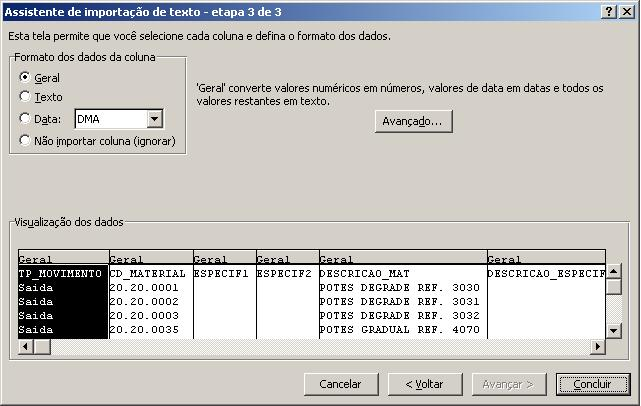 Assistente de importação de texto - etapa 3 de 3
Esta tela permite que você selecione cada coluna e defina o formato dos dados.
Formato dos dados da coluna
Geral
Texto
Data: DMA
Não importar coluna (ignorar)
'Geral' converte valores numéricos em números, valores de data em datas e todos os
valores restantes em texto.
Avançado...
Visualização dos dados
Geral Geral Geral Geral Geral Geral
TP_MOVIMENTO CD_MATERIAL ESPECIF1 ESPECIF2 DESCRICAO_MAT DESCRICAO_ESPECIF
Saida 20.20.0001 POTES DEGRADE REF. 3030
Saida 20.20.0002 POTES DEGRADE REF. 3031
Saida 20.20.0003 POTES DEGRADE REF. 3032
Saida 20.20.0035 POTES GRADUAL REF. 4070
Cancelar < Voltar Avançar > Concluir